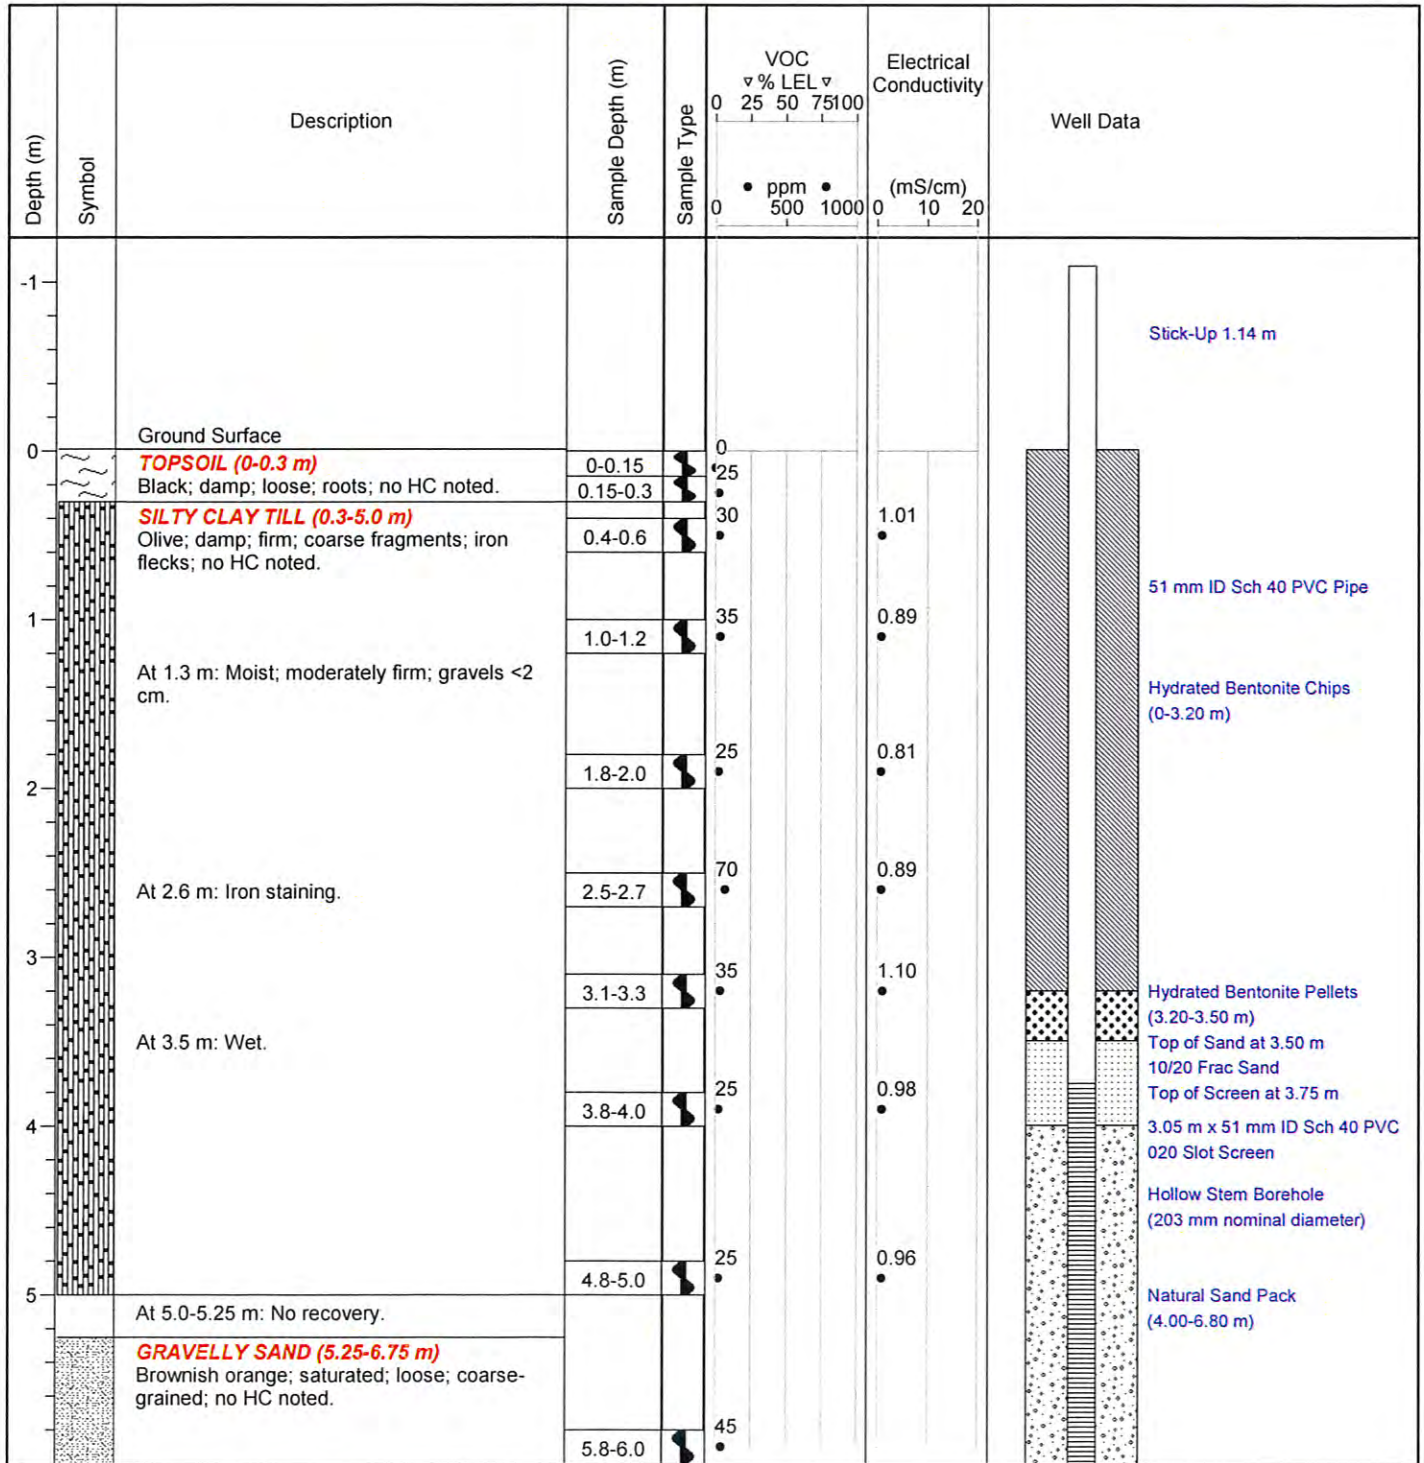 Depth (m)
Symbol
Description
Sample Depth (m)
Sample Type
VOC
▽ % LEL ▽
0 25 50 75 100
• ppm •
0 500 1000
Electrical
Conductivity
(mS/cm)
0 10 20
Well Data
-1
Stick-Up 1.14 m
Ground Surface
0
0
TOPSOIL (0-0.3 m)
0-0.15
25
Black; damp; loose; roots; no HC noted.
0.15-0.3
SILTY CLAY TILL (0.3-5.0 m)
30
1.01
Olive; damp; firm; coarse fragments; iron
0.4-0.6
flecks; no HC noted.
51 mm ID Sch 40 PVC Pipe
1
35
0.89
1.0-1.2
At 1.3 m: Moist; moderately firm; gravels <2
cm.
Hydrated Bentonite Chips
(0-3.20 m)
25
0.81
1.8-2.0
2
70
0.89
At 2.6 m: Iron staining.
2.5-2.7
3
35
1.10
3.1-3.3
Hydrated Bentonite Pellets
(3.20-3.50 m)
At 3.5 m: Wet.
Top of Sand at 3.50 m
10/20 Frac Sand
25
0.98
Top of Screen at 3.75 m
3.8-4.0
4
3.05 m x 51 mm ID Sch 40 PVC
020 Slot Screen
Hollow Stem Borehole
(203 mm nominal diameter)
25
0.96
4.8-5.0
5
Natural Sand Pack
(4.00-6.80 m)
At 5.0-5.25 m: No recovery.
GRAVELLY SAND (5.25-6.75 m)
Brownish orange; saturated; loose; coarse-
grained; no HC noted.
45
5.8-6.0